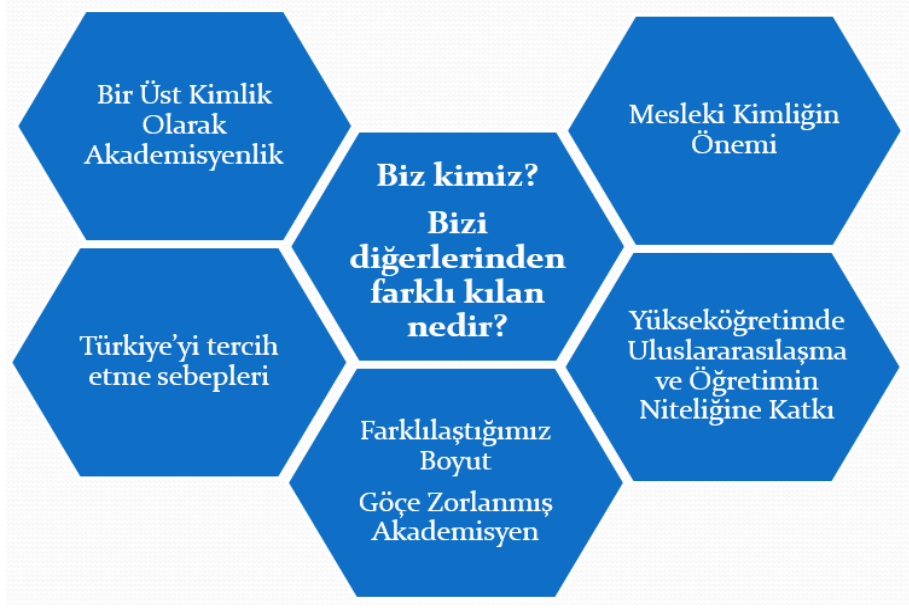 Bir Üst Kimlik
Olarak
Akademisyenlik
Mesleki Kimliğin
Önemi
Biz kimiz?
Bizi
diğerlerinden
farklı kılan
nedir?
Türkiye’yi tercih
etme sebepleri
Yükseköğretimde
Uluslararasılaşma
ve Öğretimin
Niteliğine Katkı
Farklılaştığımız
Boyut
Göçe Zorlanmış
Akademisyen